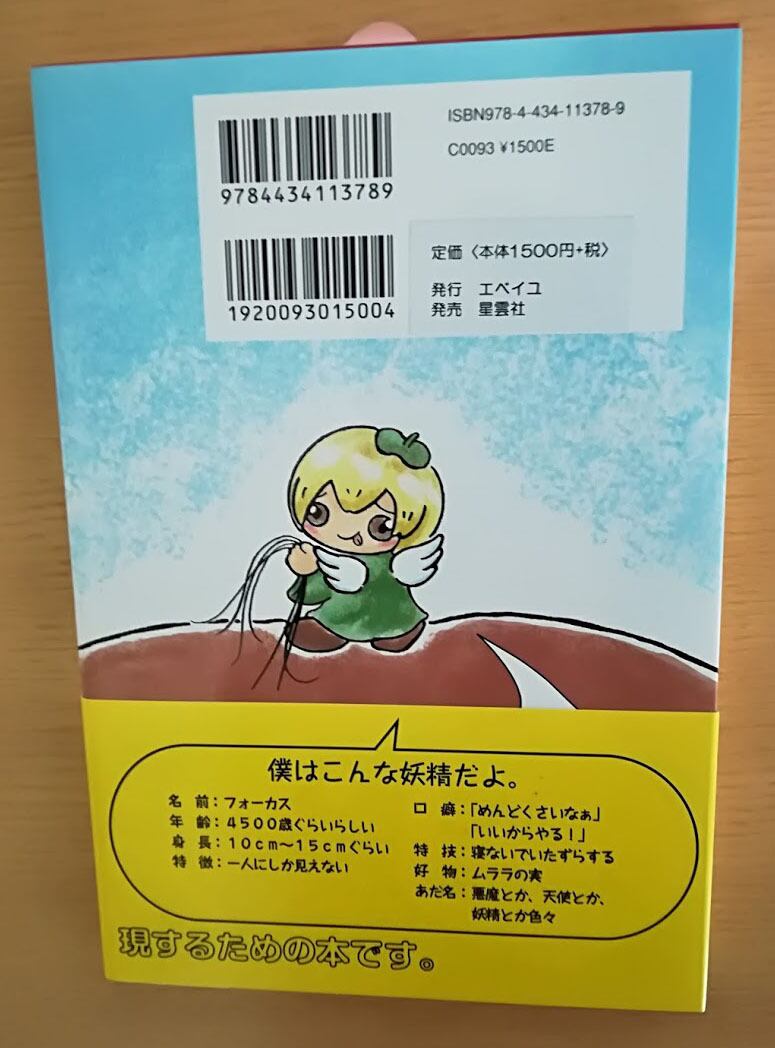 ISBN978-4-434-11378-9
C0093 ¥1500E
9784434113789
1920093015004
定価〈本体1500円+税〉
発行 エベイユ
発売 星雲社
僕はこんな妖精だよ。
名前:フォーカス
年齢:4500歳ぐらいらしい
身長:10cm~15cmぐらい
特徴:一人にしか見えない
口癖:「めんどくさいなぁ」
「いいからやる!」
特技:寝ないでいたずらする
好物:ムララの実
あだ名:悪魔とか、天使とか、
妖精とか色々
現するための本です。